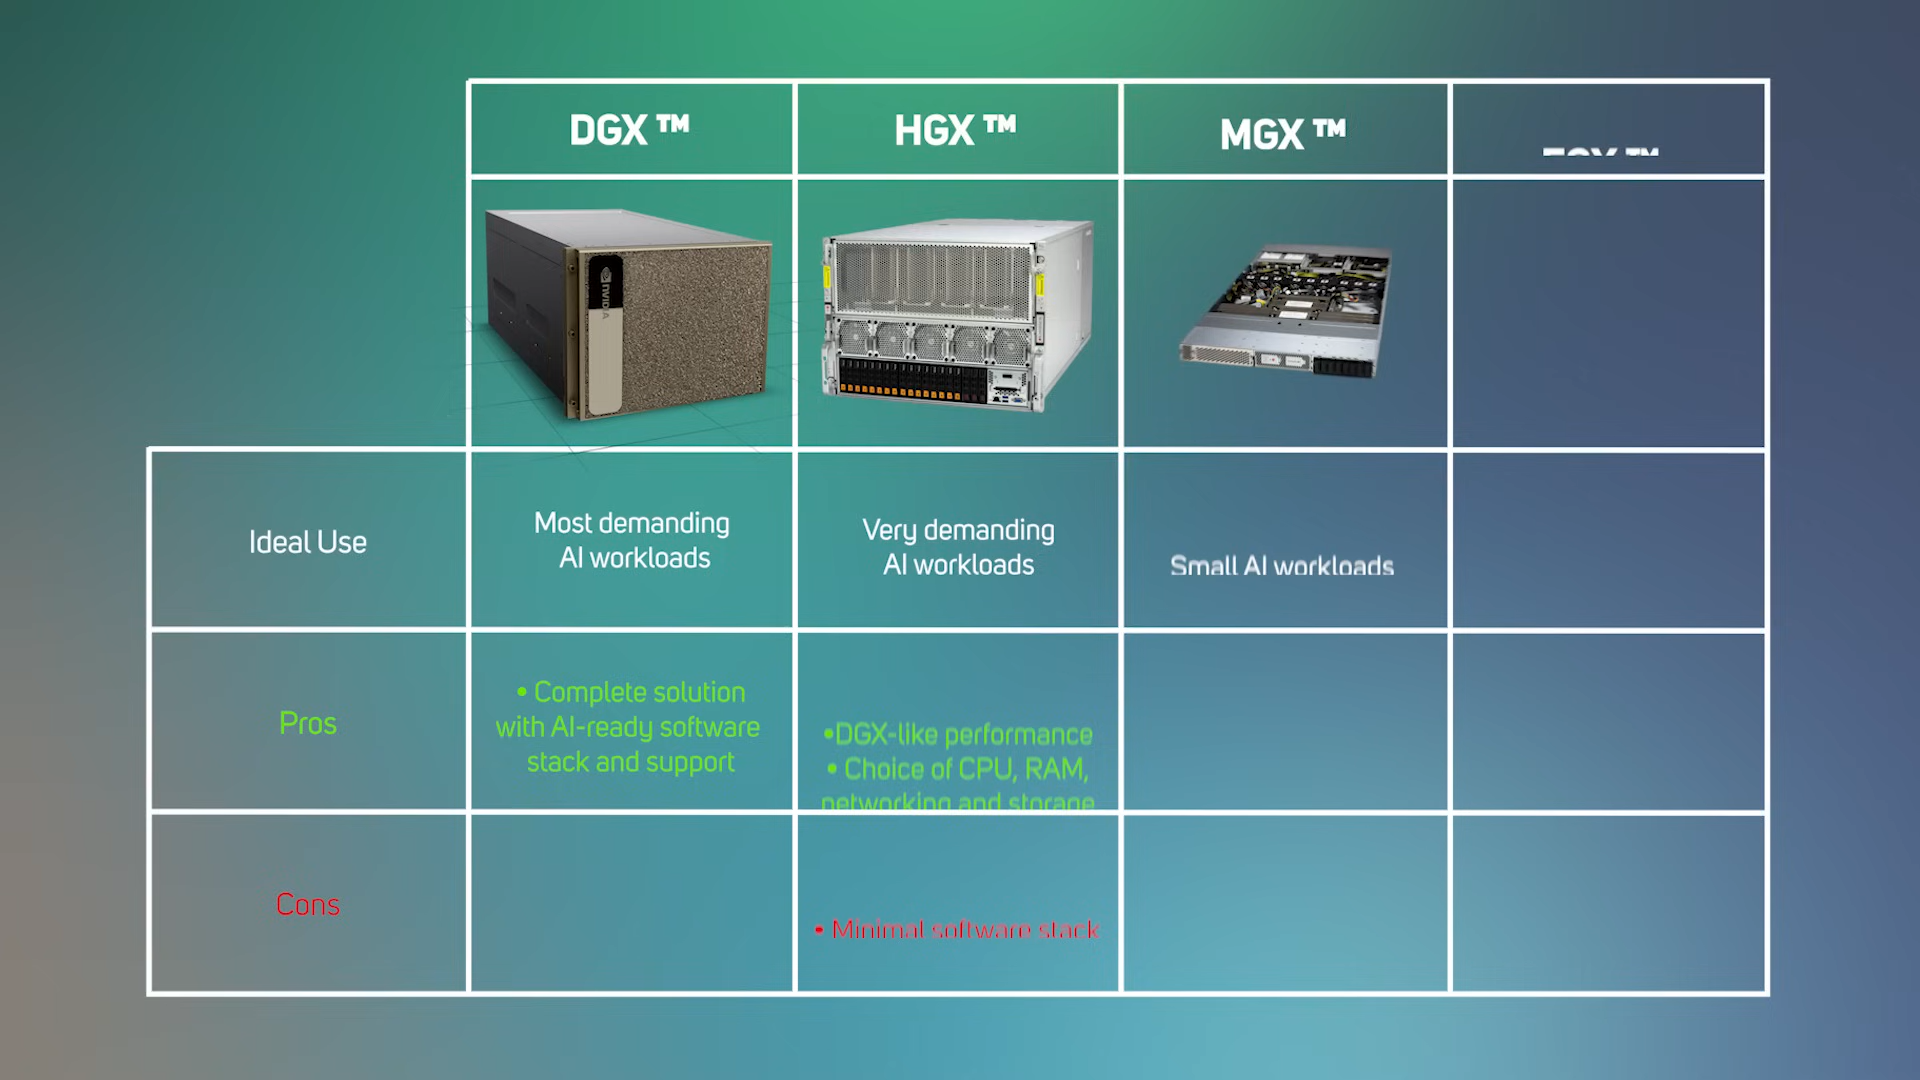 DGX ™
HGX ™
MGX ™
™
nVIDIA
Ideal Use
Most demanding
AI workloads
Very demanding
AI workloads
Small AI workloads
Pros
• Complete solution
with AI-ready software
stack and support
•DGX-like performance
• Choice of CPU, RAM,
networking and storage
Cons
• Minimal software stack